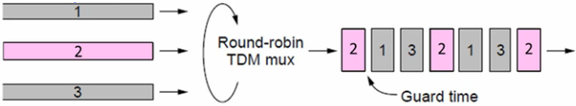 1
2
3
Round-robin
TDM mux
2 1 3 2 1 3 2
Guard time